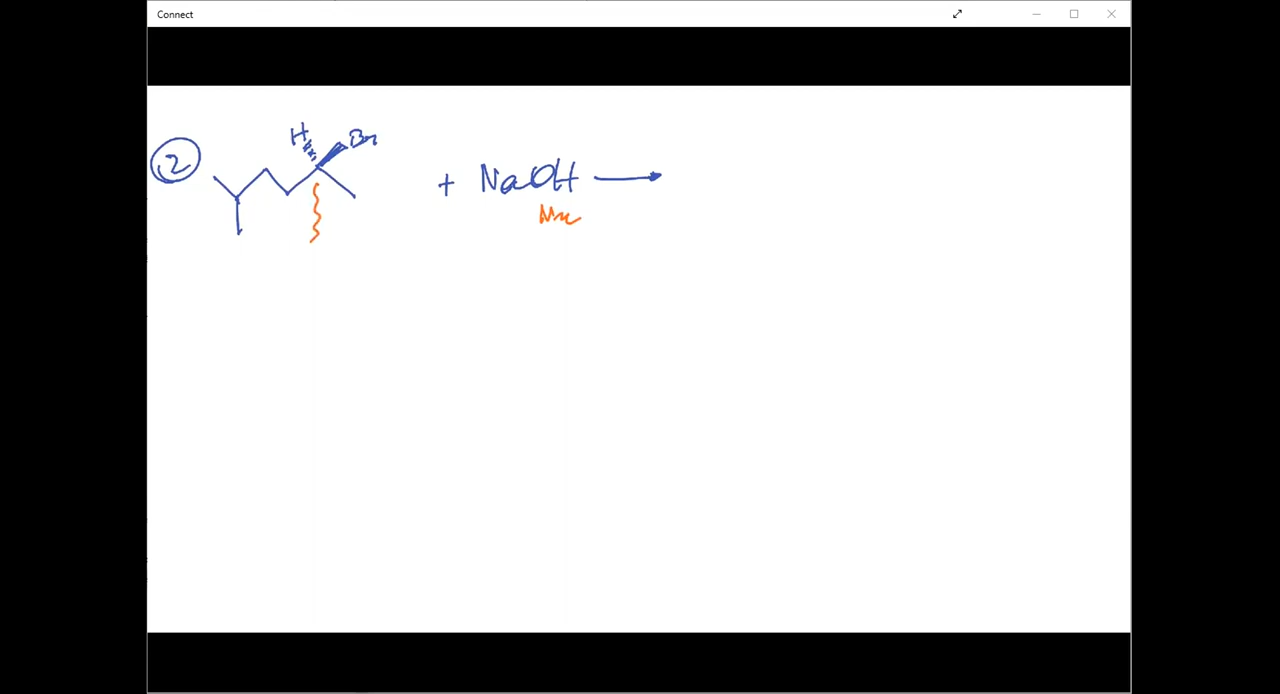 Connect
H Br
② + NaOH ⟶
Nu